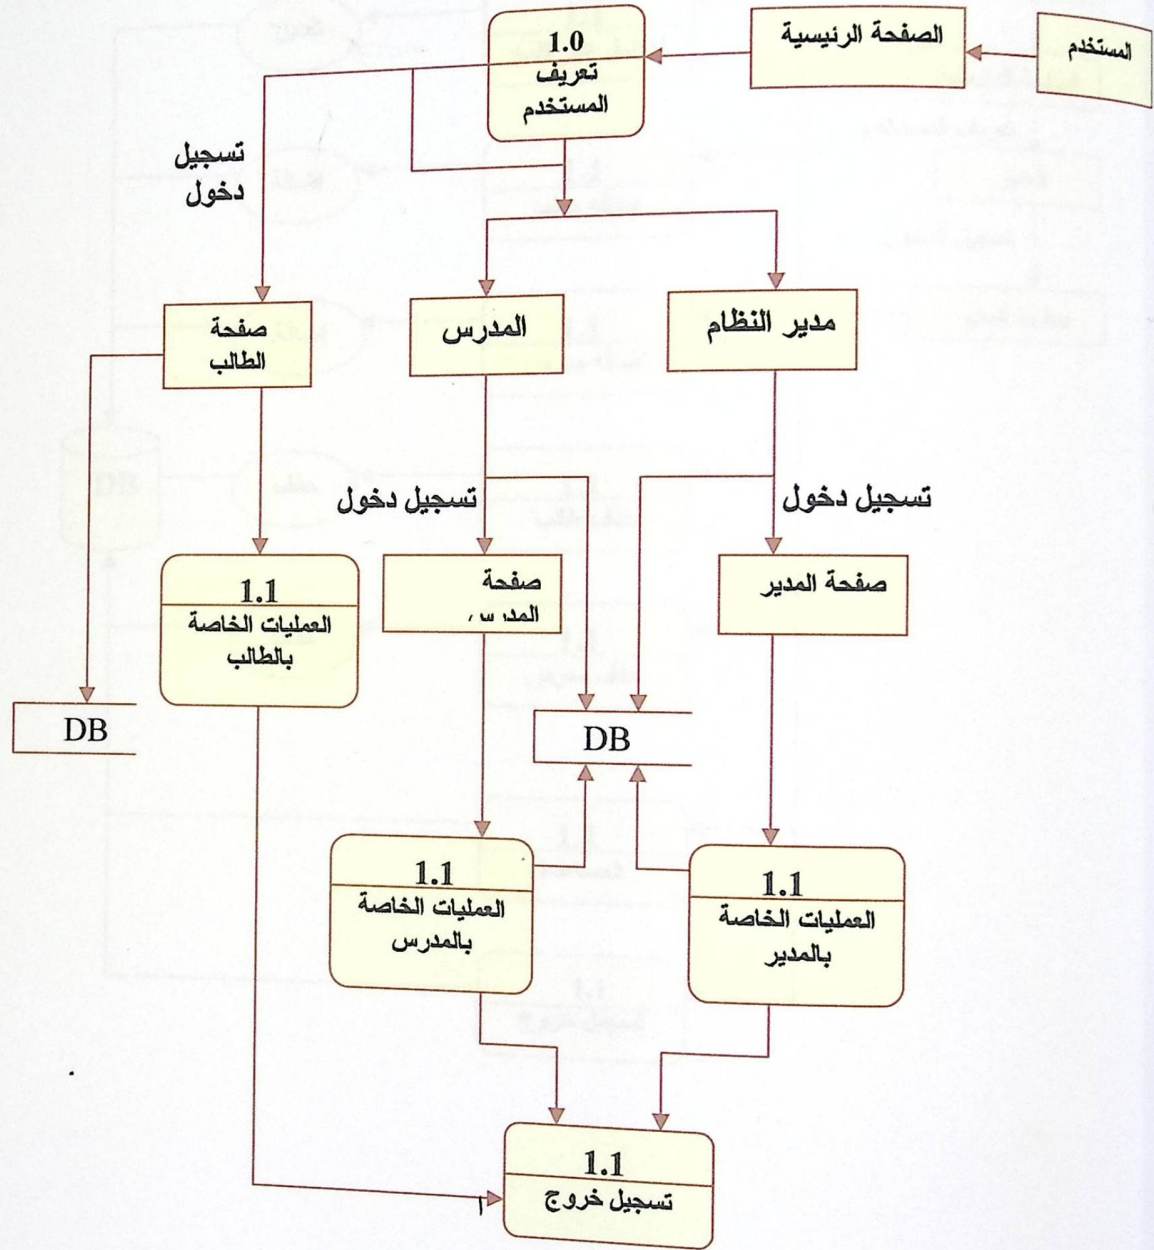 المستخدم
الصفحة الرئيسية
1.0
تعريف
المستخدم
تسجيل
دخول
مدير النظام
المدرس
صفحة
الطالب
تسجيل دخول
تسجيل دخول
صفحة المدير
صفحة
المدرس
1.1
العمليات الخاصة
بالطالب
DB
DB
1.1
العمليات الخاصة
بالمدير
1.1
العمليات الخاصة
بالمدرس
1.1
تسجيل خروج